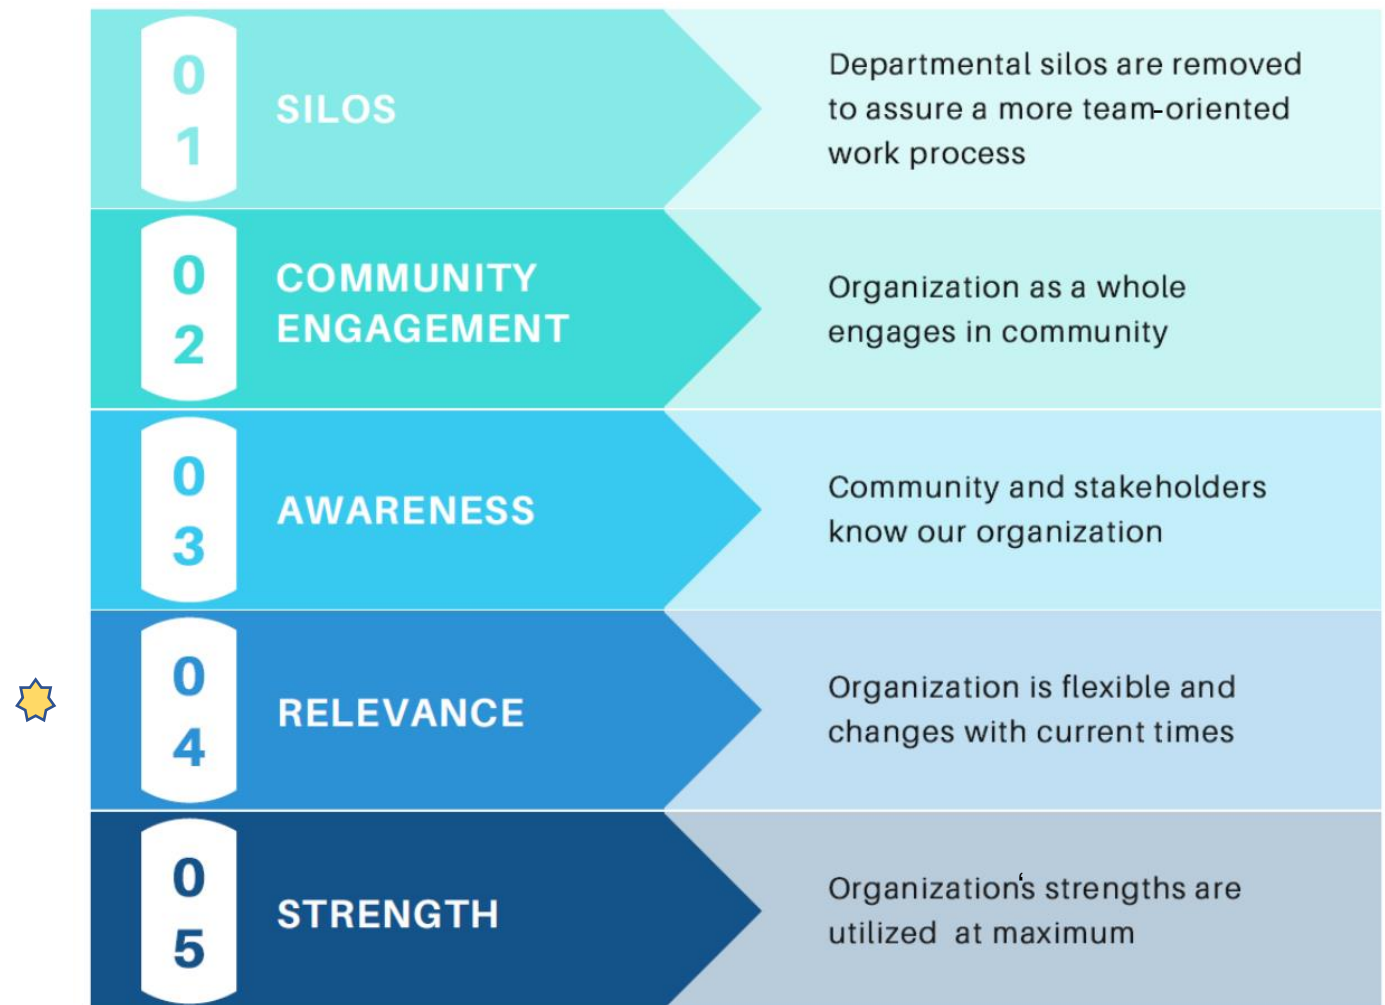 0
1
SILOS
Departmental silos are removed
to assure a more team-oriented
work process
0
2
COMMUNITY
ENGAGEMENT
Organization as a whole
engages in community
0
3
AWARENESS
Community and stakeholders
know our organization
0
4
RELEVANCE
Organization is flexible and
changes with current times
0
5
STRENGTH
Organization‘s strengths are
utilized  at maximum